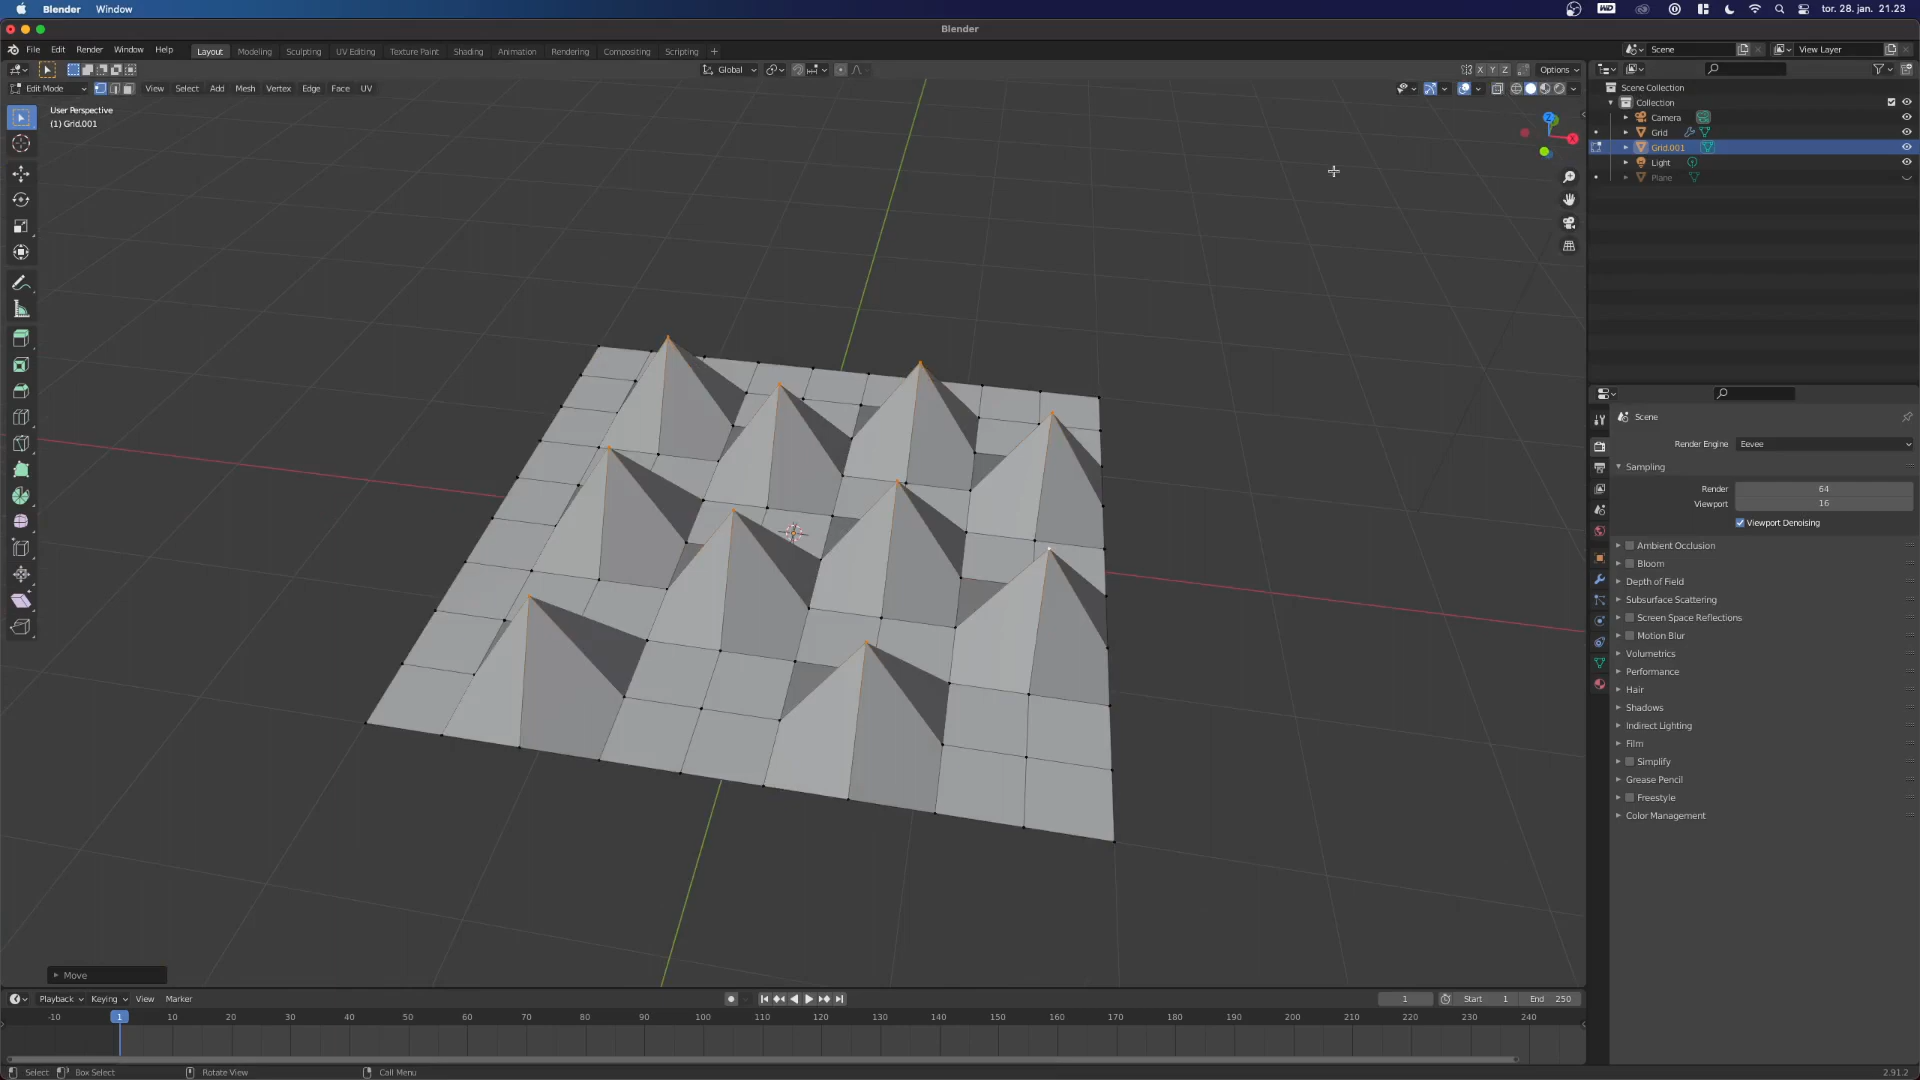 Blender Window
WD
tor. 28. jan. 21.23
Blender
File Edit Render Window Help
Layout Modeling Sculpting UV Editing Texture Paint Shading Animation Rendering Compositing Scripting +
Scene
View Layer
Global
X Y Z
Options
Edit Mode
View Select Add Mesh Vertex Edge Face UV
User Perspective
(1) Grid.001
Z
X
Scene Collection
Collection
Camera
Grid
Grid.001
Light
Plane
Scene
Render Engine Eevee
Sampling
Render 64
Viewport 16
Viewport Denoising
Ambient Occlusion
Bloom
Depth of Field
Subsurface Scattering
Screen Space Reflections
Motion Blur
Volumetrics
Performance
Hair
Shadows
Indirect Lighting
Film
Simplify
Grease Pencil
Freestyle
Color Management
Move
Playback Keying View Marker
1 Start 1 End 250
-10 1 10 20 30 40 50 60 70 80 90 100 110 120 130 140 150 160 170 180 190 200 210 220 230 240
Select Box Select Rotate View Call Menu
2.91.2